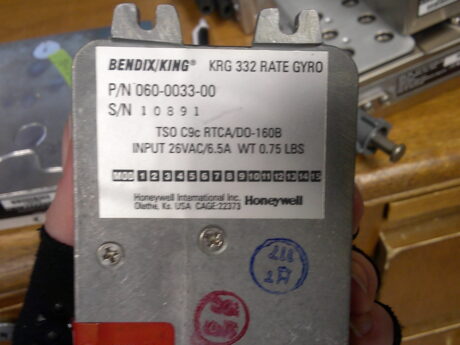 BENDIX/KING® KRG 332 RATE GYRO
P/N 060-0033-00
S/N 10891
TSO C9c RTCA/DO-160B
INPUT 26VAC/6.5A WT 0.75 LBS
MOD 1 2 3 4 5 6 7 8 9 10 11 12 13 14 15
Honeywell International Inc.
Olathe, Ks. USA CAGE:22373
Honeywell